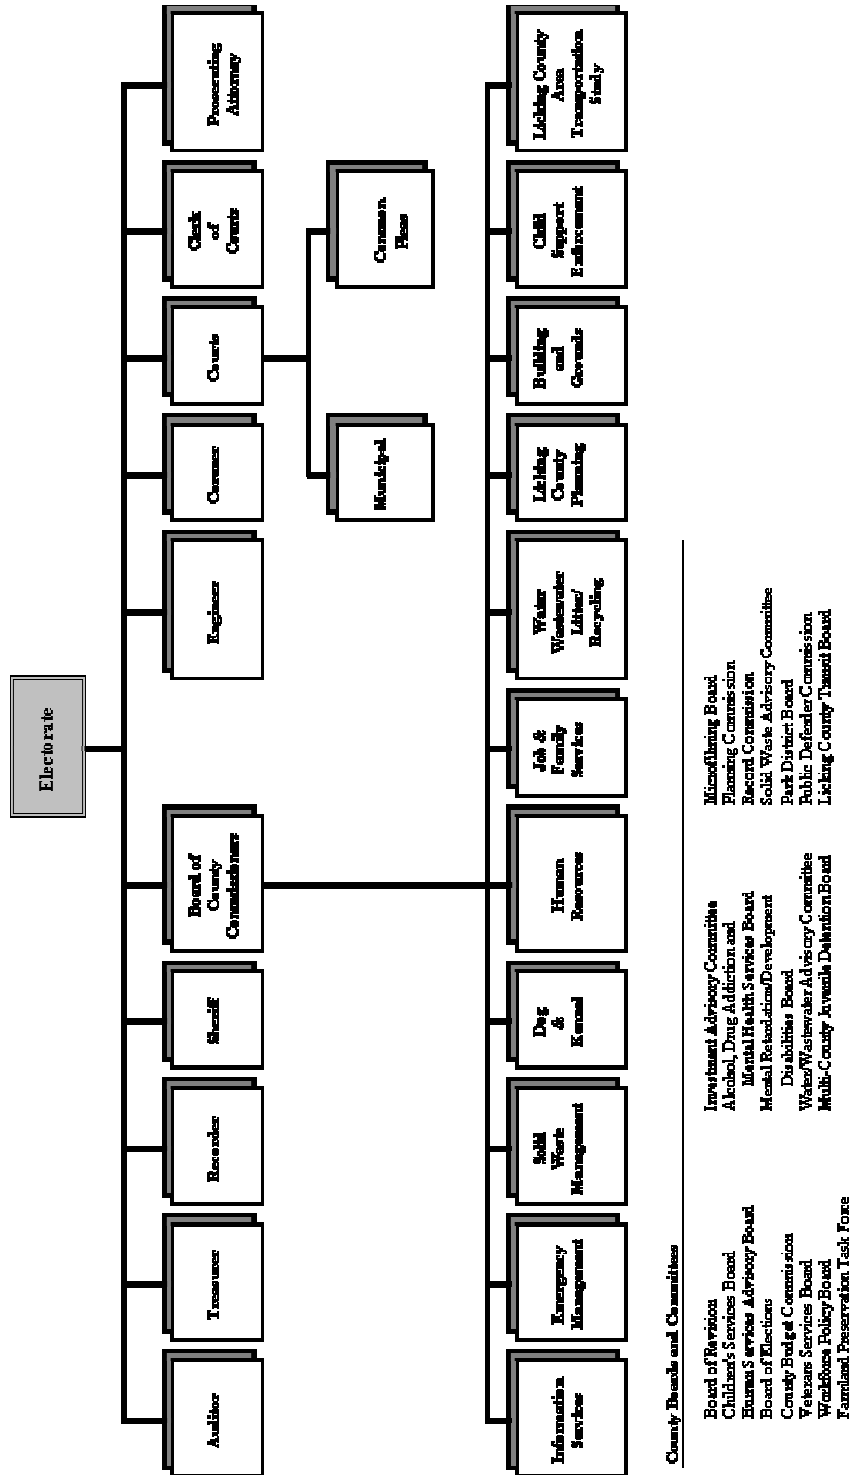 Electorate
Auditor
Treasurer
Recorder
Sheriff
Board of
County
Commissioners
Engineer
Coroner
Courts
Clerk
of
Courts
Prosecuting
Attorney
Municipal
Common
Pleas
Information
Services
Emergency
Management
Solid
Waste
Management
Dog
&
Kennel
Human
Resources
Job &
Family
Services
Water
Wastewater
Litter/
Recycling
Licking
County
Planning
Building
and
Grounds
Child
Support
Enforcement
Licking County
Area
Transportation
Study
County Boards and Committees
Board of Revision
Children's Services Board
Human Services Advisory Board
Board of Elections
County Budget Commission
Veterans Services Board
Workforce Policy Board
Farmland Preservation Task Force
Investment Advisory Committee
Alcohol, Drug Addiction and
Mental Health Services Board
Mental Retardation/Development
Disabilities Board
Water/Wastewater Advisory Committee
Multi-County Juvenile Detention Board
Microfilming Board
Planning Commission
Record Commission
Solid Waste Advisory Committee
Park District Board
Public Defender Commission
Licking County Transit Board